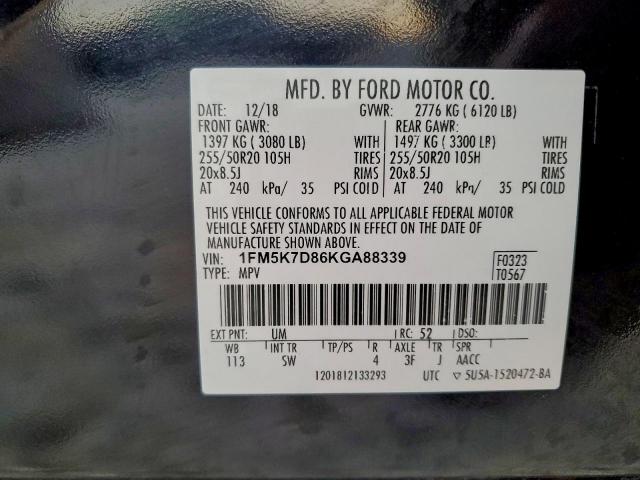 MFD. BY FORD MOTOR CO.
DATE: 12/18 GVWR: 2776 KG ( 6120 LB)
FRONT GAWR: REAR GAWR:
1397 KG ( 3080 LB) WITH 1497 KG ( 3300 LB) WITH
255/50R20 105H TIRES 255/50R20 105H TIRES
20x8.5J RIMS 20x8.5J RIMS
AT 240 kPa/ 35 PSI COLD AT 240 kPa/ 35 PSI COLD
THIS VEHICLE CONFORMS TO ALL APPLICABLE FEDERAL MOTOR
VEHICLE SAFETY STANDARDS IN EFFECT ON THE DATE OF
MANUFACTURE SHOWN ABOVE.
VIN: 1FM5K7D86KGA88339 F0323
TYPE: MPV T0567
EXT PNT: UM RC: 52 DSO:
WB INT TR TP/PS R AXLE TR SPR
113 SW 4 3F J AACC
1201812133293 UTC ▽ 5U5A-1520472-BA